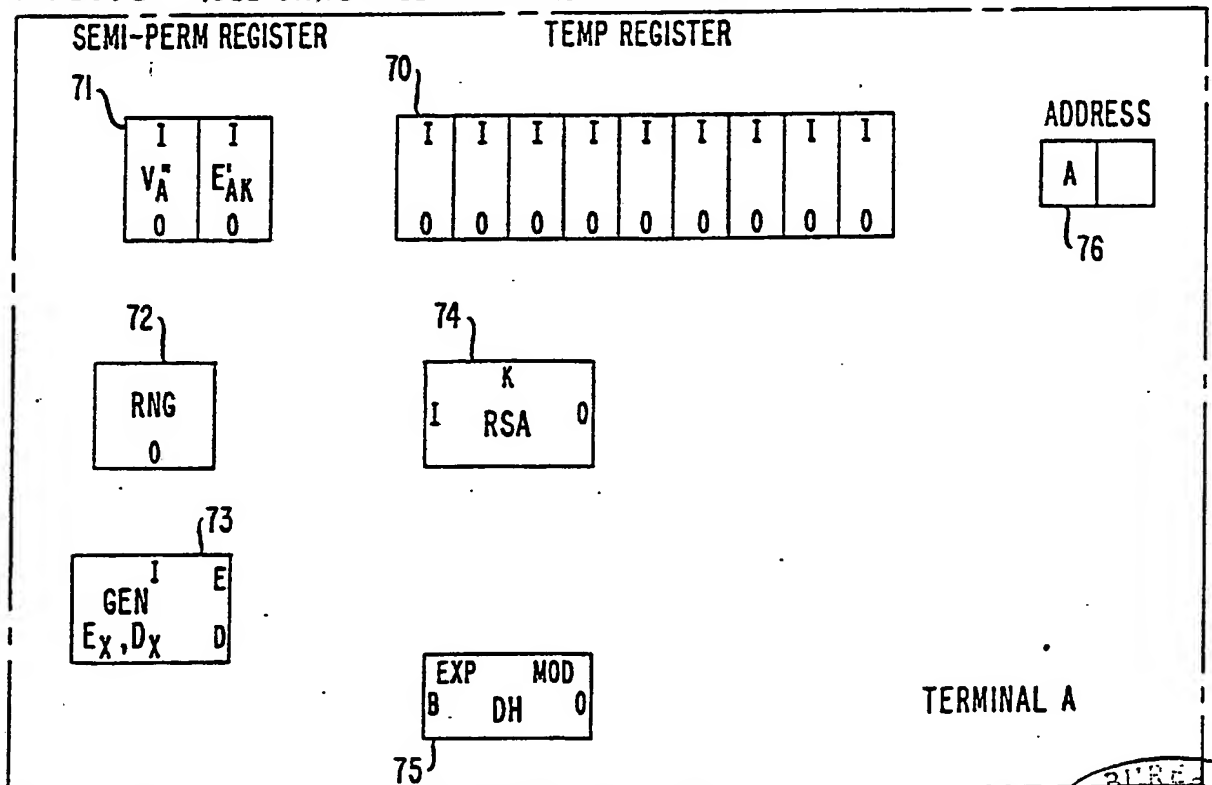 SEMI-PERM REGISTER TEMP REGISTER
71 70
I I I I I I I I I I I ADDRESS
V"A E'AK A
0 0 0 0 0 0 0 0 0 0 0
76
72 74
K
RNG I RSA 0
0
73
I E
GEN
EX, DX D
EXP MOD
B DH 0 TERMINAL A
75